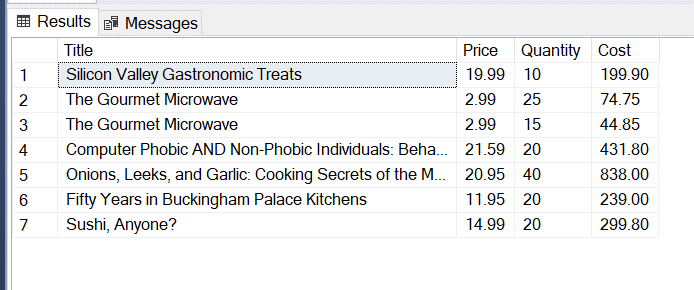 Results Messages
Title Price Quantity Cost
1 Silicon Valley Gastronomic Treats 19.99 10 199.90
2 The Gourmet Microwave 2.99 25 74.75
3 The Gourmet Microwave 2.99 15 44.85
4 Computer Phobic AND Non-Phobic Individuals: Beha... 21.59 20 431.80
5 Onions, Leeks, and Garlic: Cooking Secrets of the M... 20.95 40 838.00
6 Fifty Years in Buckingham Palace Kitchens 11.95 20 239.00
7 Sushi, Anyone? 14.99 20 299.80